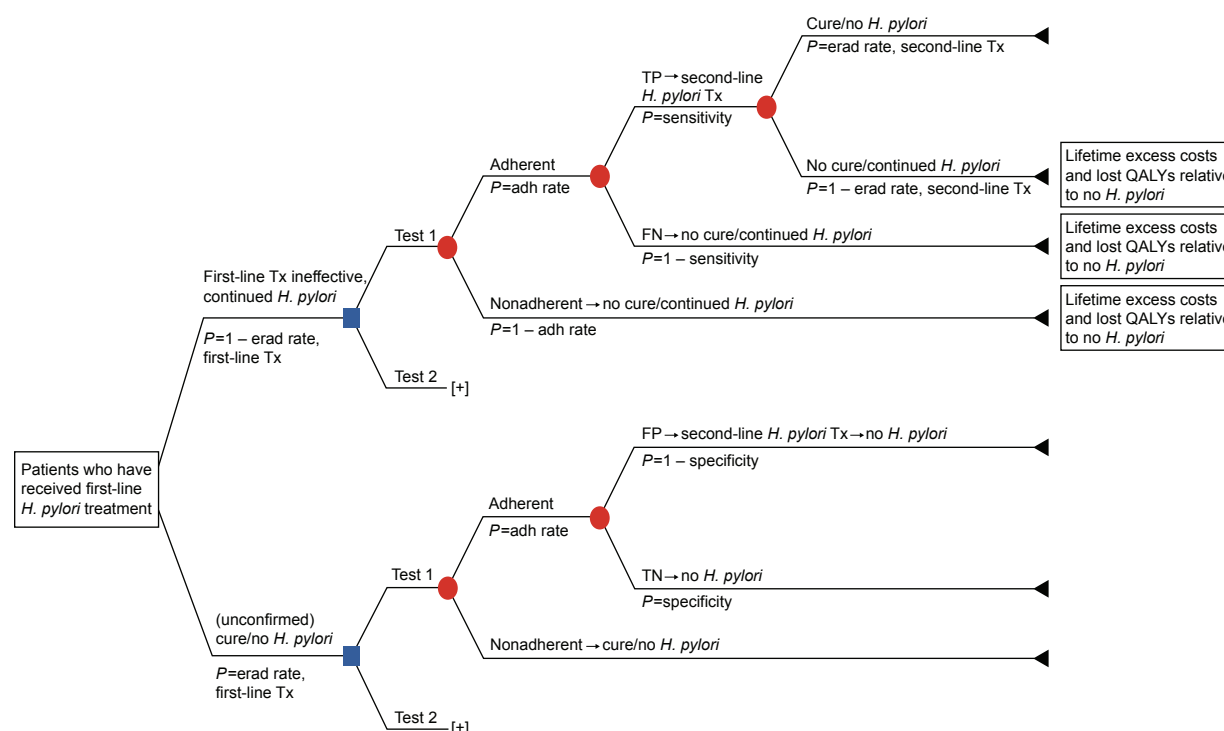 Cure/no H. pylori
P=erad rate, second-line Tx
TP→second-line
H. pylori Tx
P=sensitivity
No cure/continued H. pylori
P=1 – erad rate, second-line Tx
Lifetime excess costs
and lost QALYs relative
to no H. pylori
Adherent
P=adh rate
FN→no cure/continued H. pylori
P=1 – sensitivity
Lifetime excess costs
and lost QALYs relative
to no H. pylori
Test 1
First-line Tx ineffective,
continued H. pylori
P=1 – erad rate,
first-line Tx
Nonadherent→no cure/continued H. pylori
P=1 – adh rate
Lifetime excess costs
and lost QALYs relative
to no H. pylori
Test 2
[+]
Patients who have
received first-line
H. pylori treatment
FP→second-line H. pylori Tx→no H. pylori
P=1 – specificity
Adherent
P=adh rate
Test 1
TN→no H. pylori
P=specificity
(unconfirmed)
cure/no H. pylori
P=erad rate,
first-line Tx
Nonadherent→cure/no H. pylori
Test 2
[+]